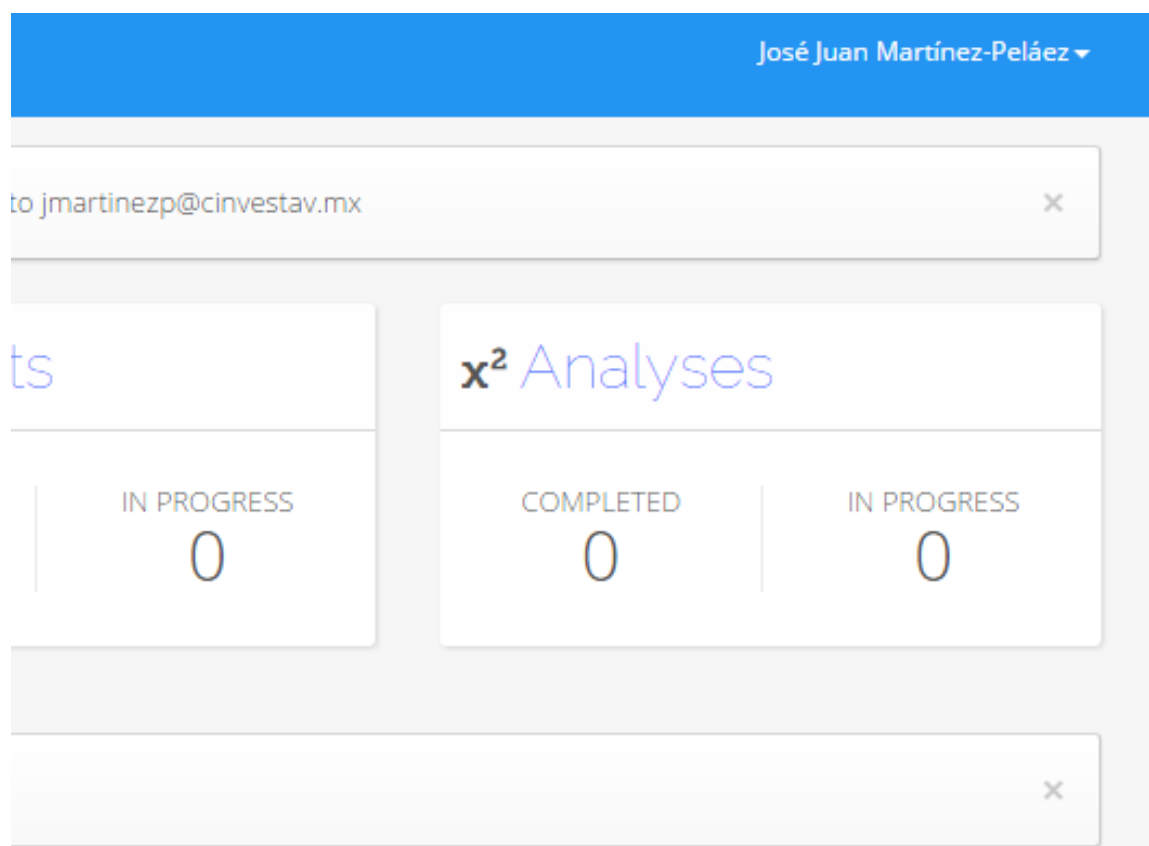 José Juan Martínez-Peláez
to jmartinezp@cinvestav.mx
×
ts
x² Analyses
IN PROGRESS
0
COMPLETED
0
IN PROGRESS
0
×